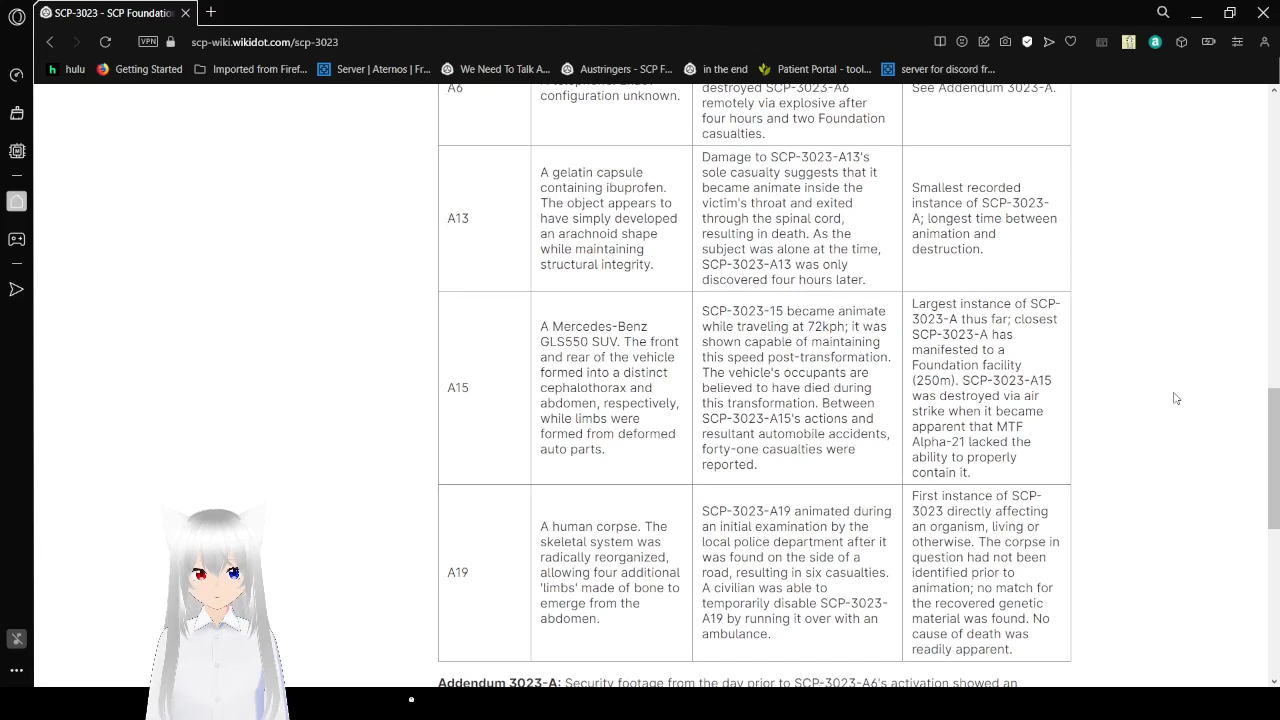 SCP-3023 - SCP Foundatio
scp-wiki.wikidot.com/scp-3023
VPN
hulu
Getting Started
Imported from Firef...
Server | Aternos | Fr...
We Need To Talk A...
Austringers - SCP F...
in the end
Patient Portal - tool...
server for discord fr...
A6
configuration unknown.
destroyed SCP-3023-A6
remotely via explosive after
four hours and two Foundation
casualties.
See Addendum 3023-A.
A13
A gelatin capsule
containing ibuprofen.
The object appears to
have simply developed
an arachnoid shape
while maintaining
structural integrity.
Damage to SCP-3023-A13's
sole casualty suggests that it
became animate inside the
victim's throat and exited
through the spinal cord,
resulting in death. As the
subject was alone at the time,
SCP-3023-A13 was only
discovered four hours later.
Smallest recorded
instance of SCP-3023-
A; longest time between
animation and
destruction.
A15
A Mercedes-Benz
GLS550 SUV. The front
and rear of the vehicle
formed into a distinct
cephalothorax and
abdomen, respectively,
while limbs were
formed from deformed
auto parts.
SCP-3023-15 became animate
while traveling at 72kph; it was
shown capable of maintaining
this speed post-transformation.
The vehicle's occupants are
believed to have died during
this transformation. Between
SCP-3023-A15's actions and
resultant automobile accidents,
forty-one casualties were
reported.
Largest instance of SCP-
3023-A thus far; closest
SCP-3023-A has
manifested to a
Foundation facility
(250m). SCP-3023-A15
was destroyed via air
strike when it became
apparent that MTF
Alpha-21 lacked the
ability to properly
contain it.
A19
A human corpse. The
skeletal system was
radically reorganized,
allowing four additional
'limbs' made of bone to
emerge from the
abdomen.
SCP-3023-A19 animated during
an initial examination by the
local police department after it
was found on the side of a
road, resulting in six casualties.
A civilian was able to
temporarily disable SCP-3023-
A19 by running it over with an
ambulance.
First instance of SCP-
3023 directly affecting
an organism, living or
otherwise. The corpse in
question had not been
identified prior to
animation; no match for
the recovered genetic
material was found. No
cause of death was
readily apparent.
Addendum 3023-A: Security footage from the day prior to SCP-3023-A6's activation showed an